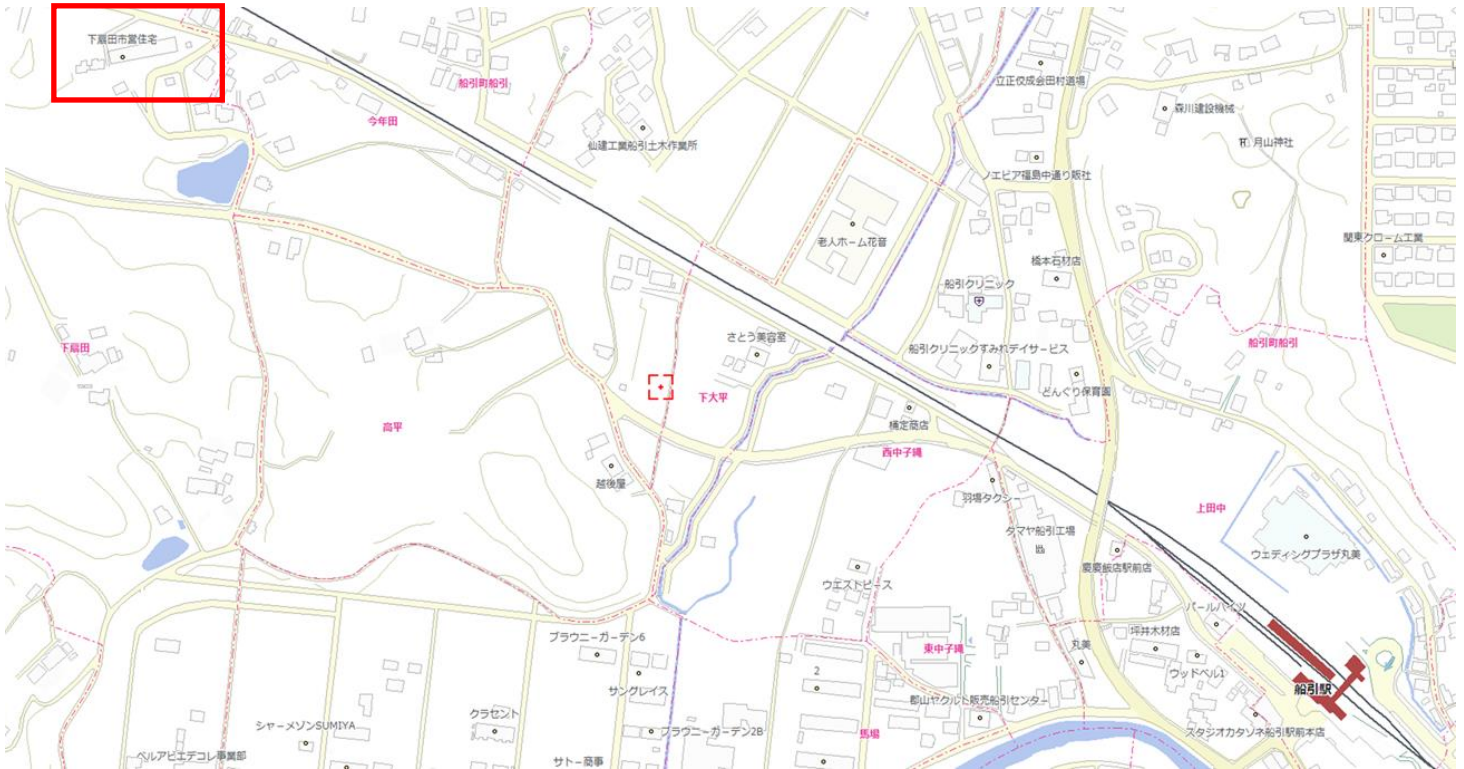 下扇田市営住宅
船引町船引
今年田
仙建工業船引土木作業所
立正佼成会田村道場
森川建設機械
月山神社
ノエビア福島中通り販社
老人ホーム花音
橋本石材店
関東クローム工業
船引クリニック
さとう美容室
船引クリニックすみれデイサービス
船引町船引
下扇田
どんぐり保育園
下大平
桶定商店
高平
西中子縄
越後屋
羽場タクシー
上田中
タマヤ船引工場
ウェディングプラザ丸美
慶慶飯店駅前店
ウエストピース
パールハイツ
ブラウニーガーデン6
坪井木材店
東中子縄
丸美
2
ウッドベル1
サングレイス
船引駅
郡山ヤクルト販売船引センター
クラセント
シャーメゾンSUMIYA
ブラウニーガーデン2B
馬場
スタジオカタソネ船引駅前本店
ベルアビエデコレ事業部
サトー商事